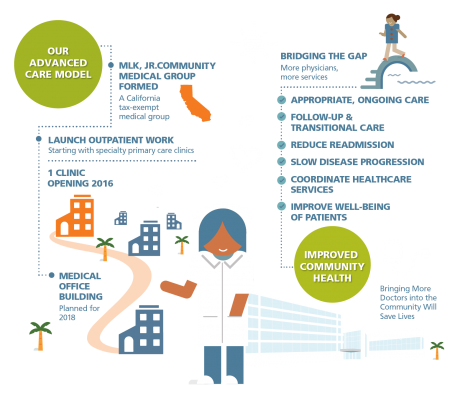 OUR
ADVANCED
CARE MODEL
MLK, JR.COMMUNITY
MEDICAL GROUP
FORMED
A California
tax-exempt
medical group
LAUNCH OUTPATIENT WORK
Starting with specialty primary care clinics
1 CLINIC
OPENING 2016
MEDICAL
OFFICE
BUILDING
Planned for
2018
BRIDGING THE GAP
More physicians,
more services
APPROPRIATE, ONGOING CARE
FOLLOW-UP &
TRANSITIONAL CARE
REDUCE READMISSION
SLOW DISEASE PROGRESSION
COORDINATE HEALTHCARE
SERVICES
IMPROVE WELL-BEING
OF PATIENTS
IMPROVED
COMMUNITY
HEALTH
Bringing More
Doctors into the
Community Will
Save Lives